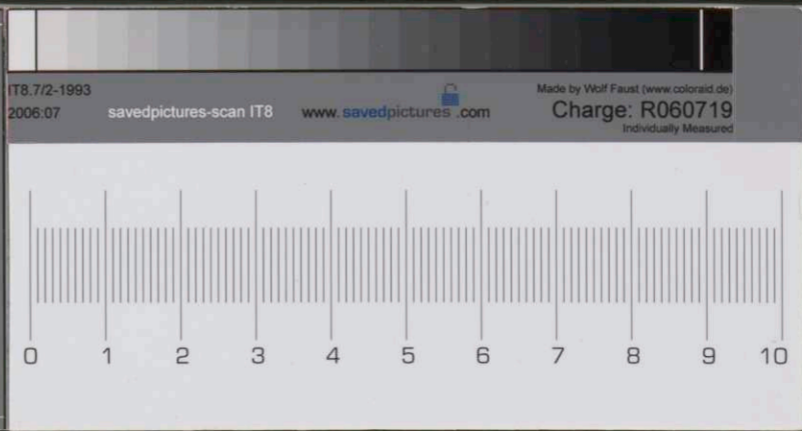 IT8.7/2-1993
2006:07
savedpictures-scan IT8
www.savedpictures.com
Made by Wolf Faust (www.coloraid.de)
Charge: R060719
Individually Measured
0 1 2 3 4 5 6 7 8 9 10